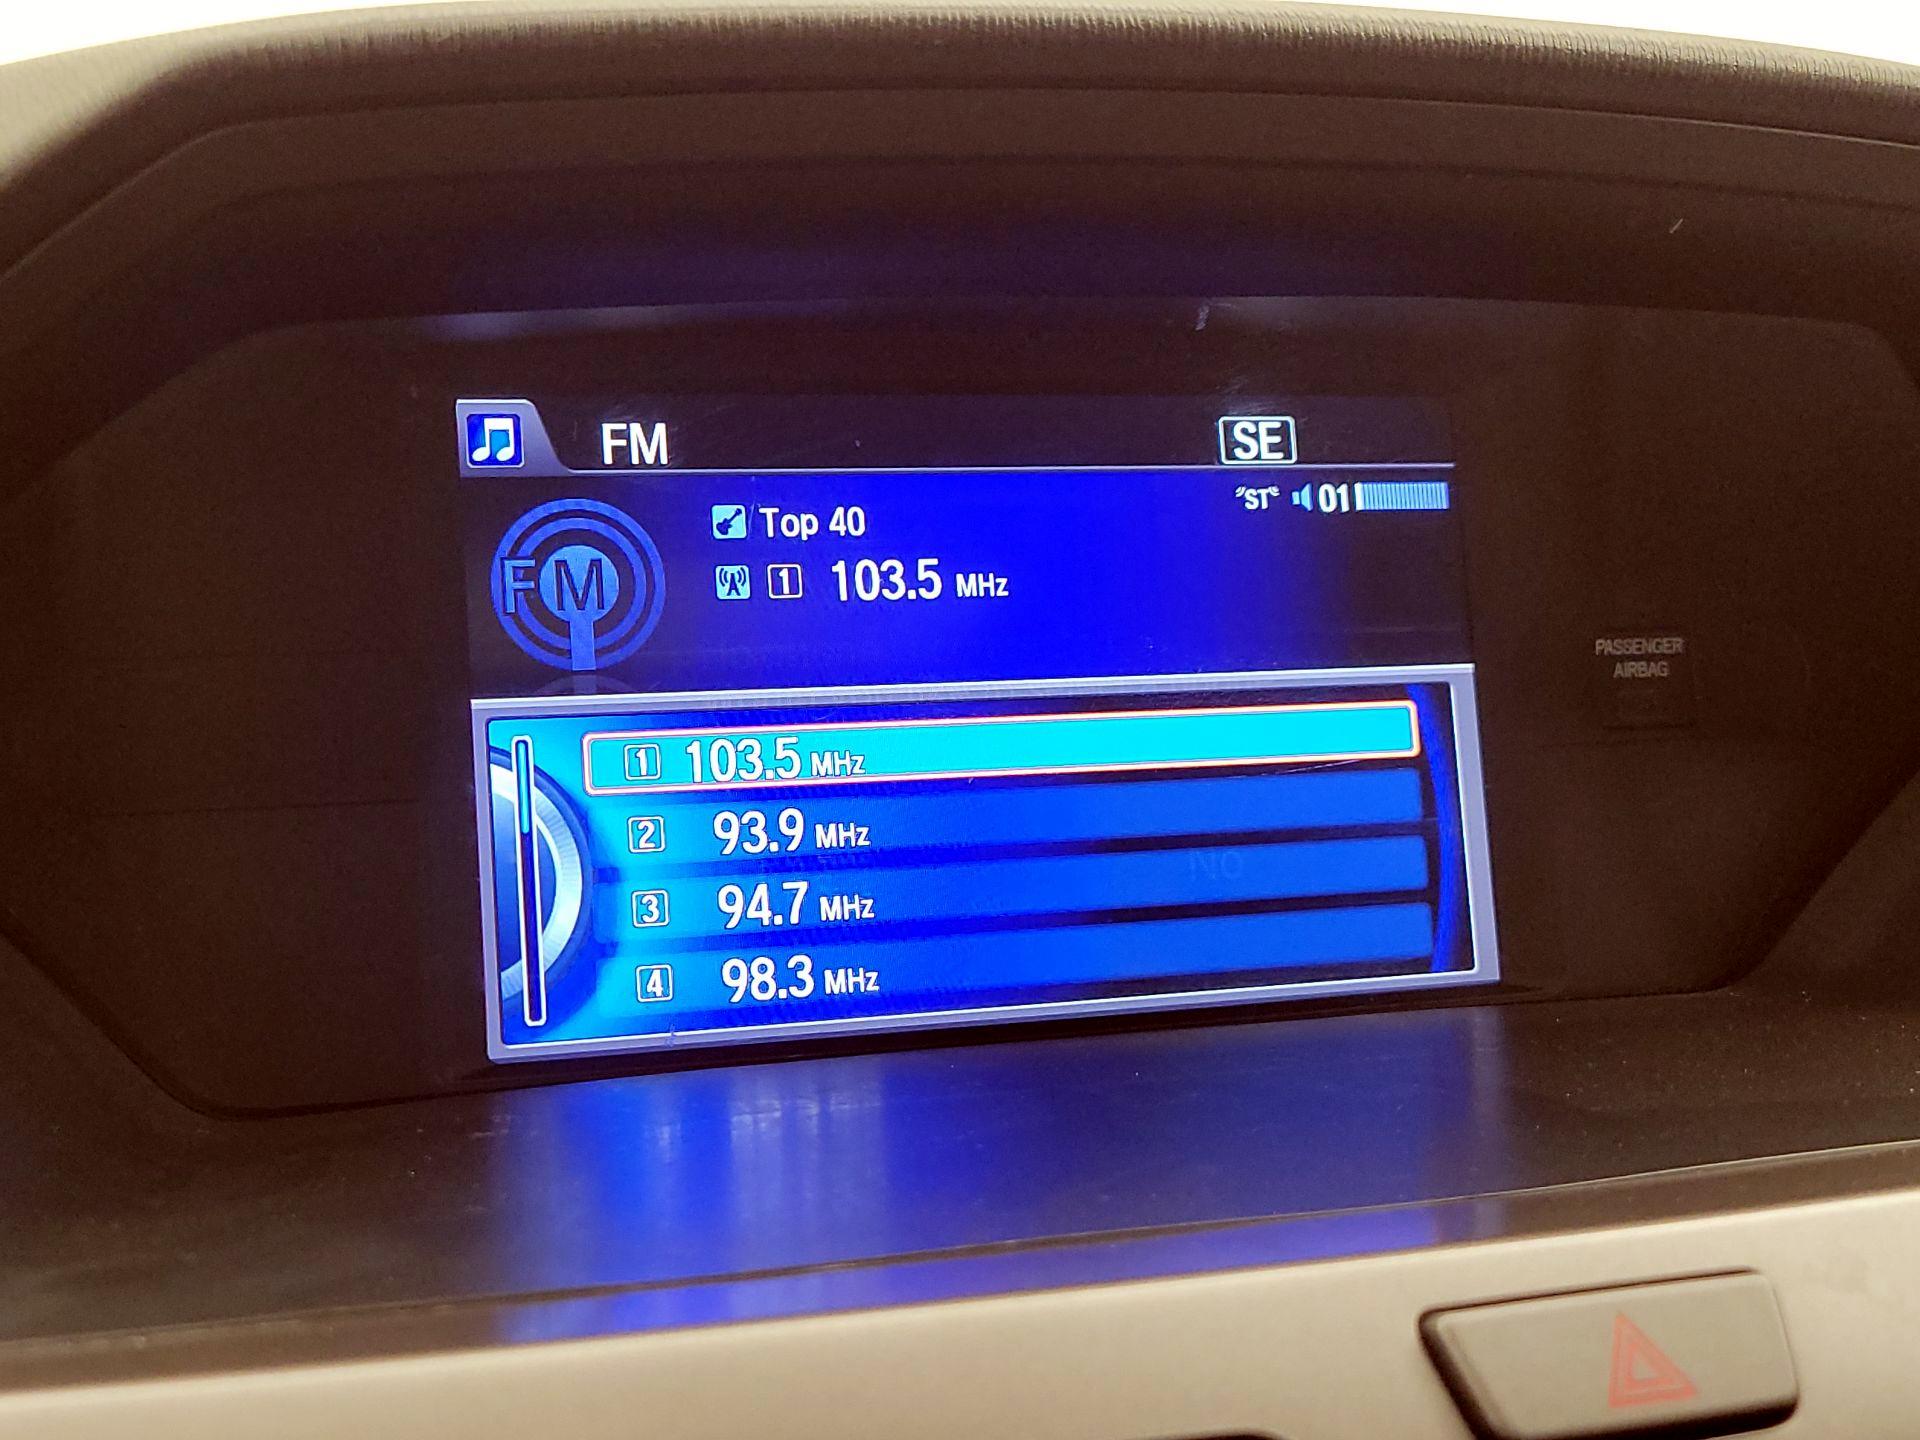 FM
SE
ST 01
FM
Top 40
1 103.5 MHz
PASSENGER
AIRBAG
1 103.5 MHz
2 93.9 MHz
3 94.7 MHz
4 98.3 MHz